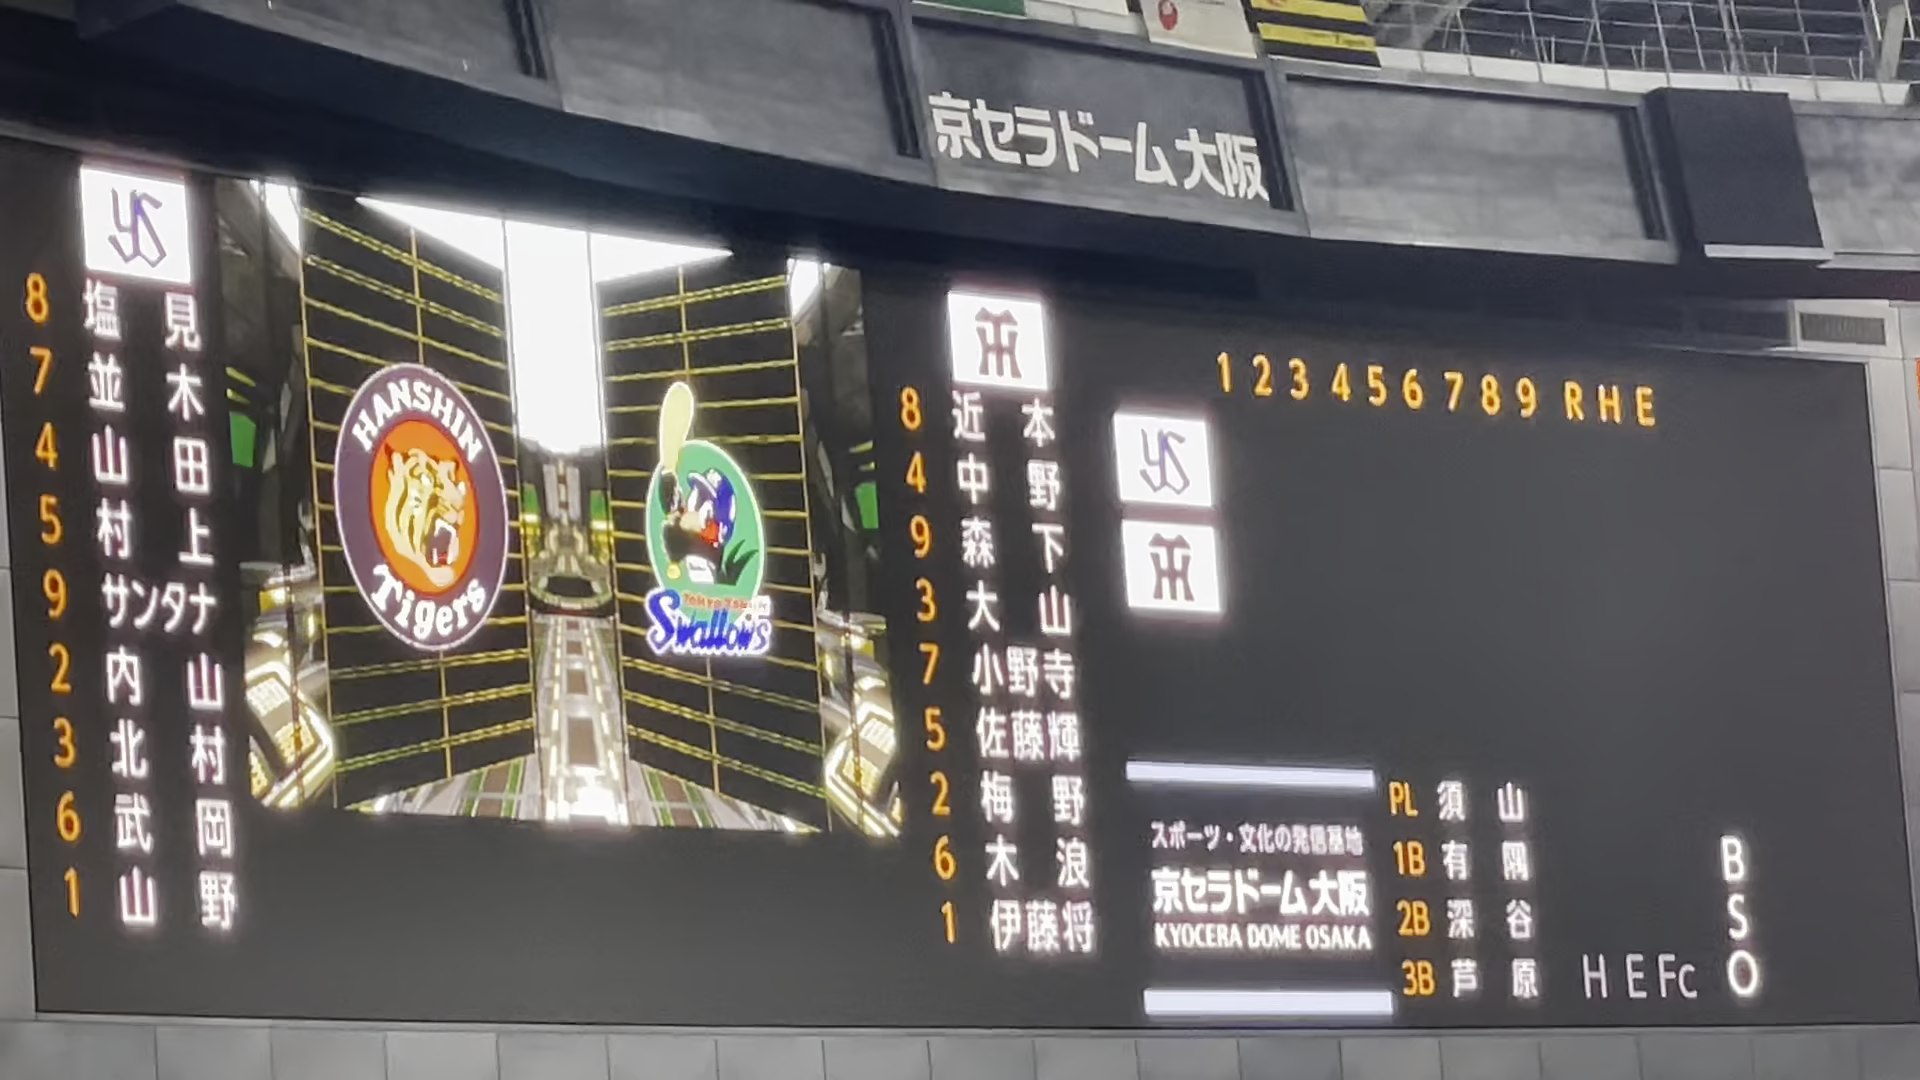 京セラドーム大阪
YS
8 塩見
7 並木
4 山田
5 村上
9 サンタナ
2 内山
3 北村
6 武岡
1 山野
HANSHIN
Tigers
Swallows
8 近本
4 中野
9 森下
3 大山
7 小野寺
5 佐藤輝
2 梅野
6 木浪
1 伊藤将
1 2 3 4 5 6 7 8 9 R H E
YS
スポーツ・文化の発信基地
京セラドーム大阪
KYOCERA DOME OSAKA
PL 須山
1B 有隅
2B 深谷
3B 芦原
H E Fc
B
S
O